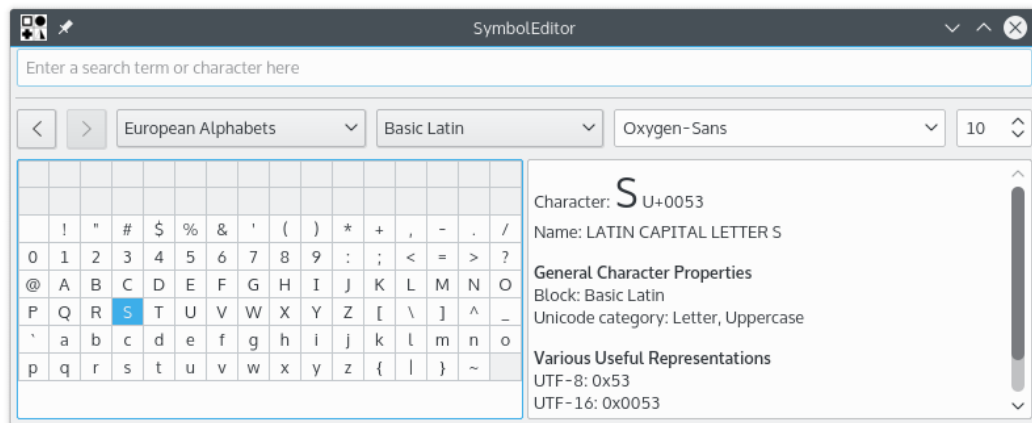 SymbolEditor
Enter a search term or character here
European Alphabets Basic Latin Oxygen-Sans 10
! " # $ % & ' ( ) * + , - . /
0 1 2 3 4 5 6 7 8 9 : ; < = > ?
@ A B C D E F G H I J K L M N O
P Q R S T U V W X Y Z [ \ ] ^ _
` a b c d e f g h i j k l m n o
p q r s t u v w x y z { | } ~
Character: S U+0053
Name: LATIN CAPITAL LETTER S
General Character Properties
Block: Basic Latin
Unicode category: Letter, Uppercase
Various Useful Representations
UTF-8: 0x53
UTF-16: 0x0053